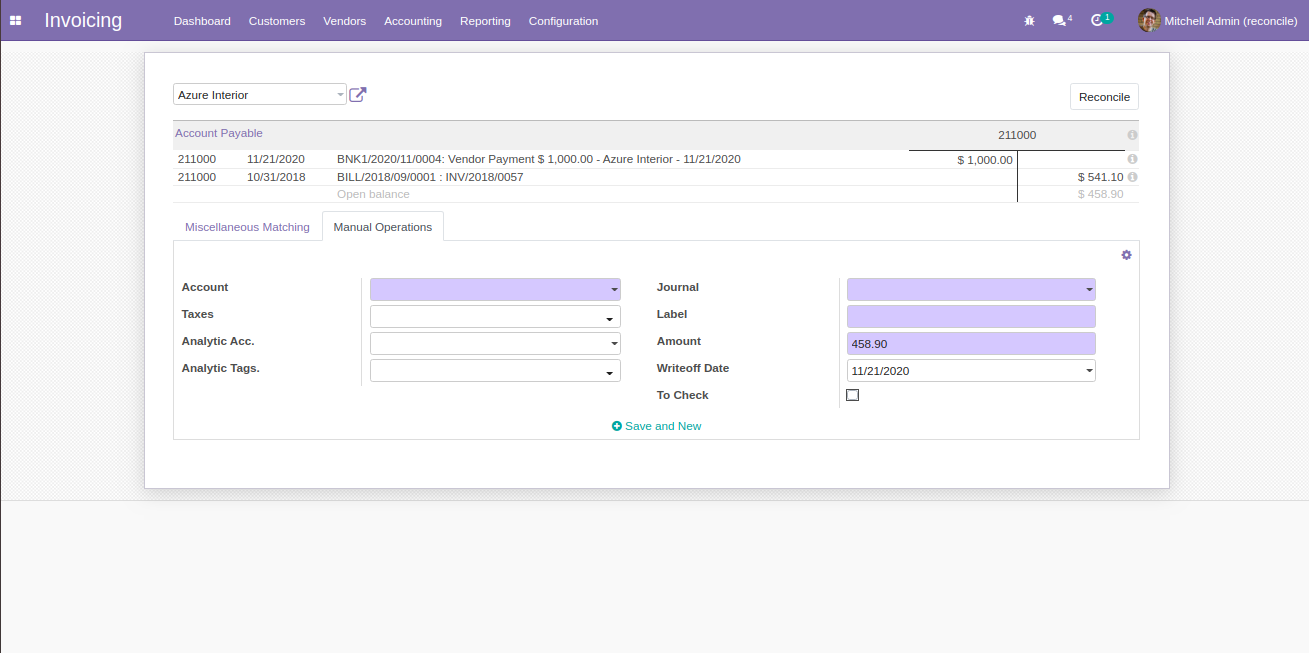 Invoicing Dashboard Customers Vendors Accounting Reporting Configuration 4 1 Mitchell Admin (reconcile)
Azure Interior Reconcile
Account Payable 211000
211000 11/21/2020 BNK1/2020/11/0004: Vendor Payment $ 1,000.00 - Azure Interior - 11/21/2020 $ 1,000.00
211000 10/31/2018 BILL/2018/09/0001 : INV/2018/0057 $ 541.10
Open balance $ 458.90
Miscellaneous Matching Manual Operations
Account Journal
Taxes Label
Analytic Acc. Amount 458.90
Analytic Tags. Writeoff Date 11/21/2020
To Check
Save and New